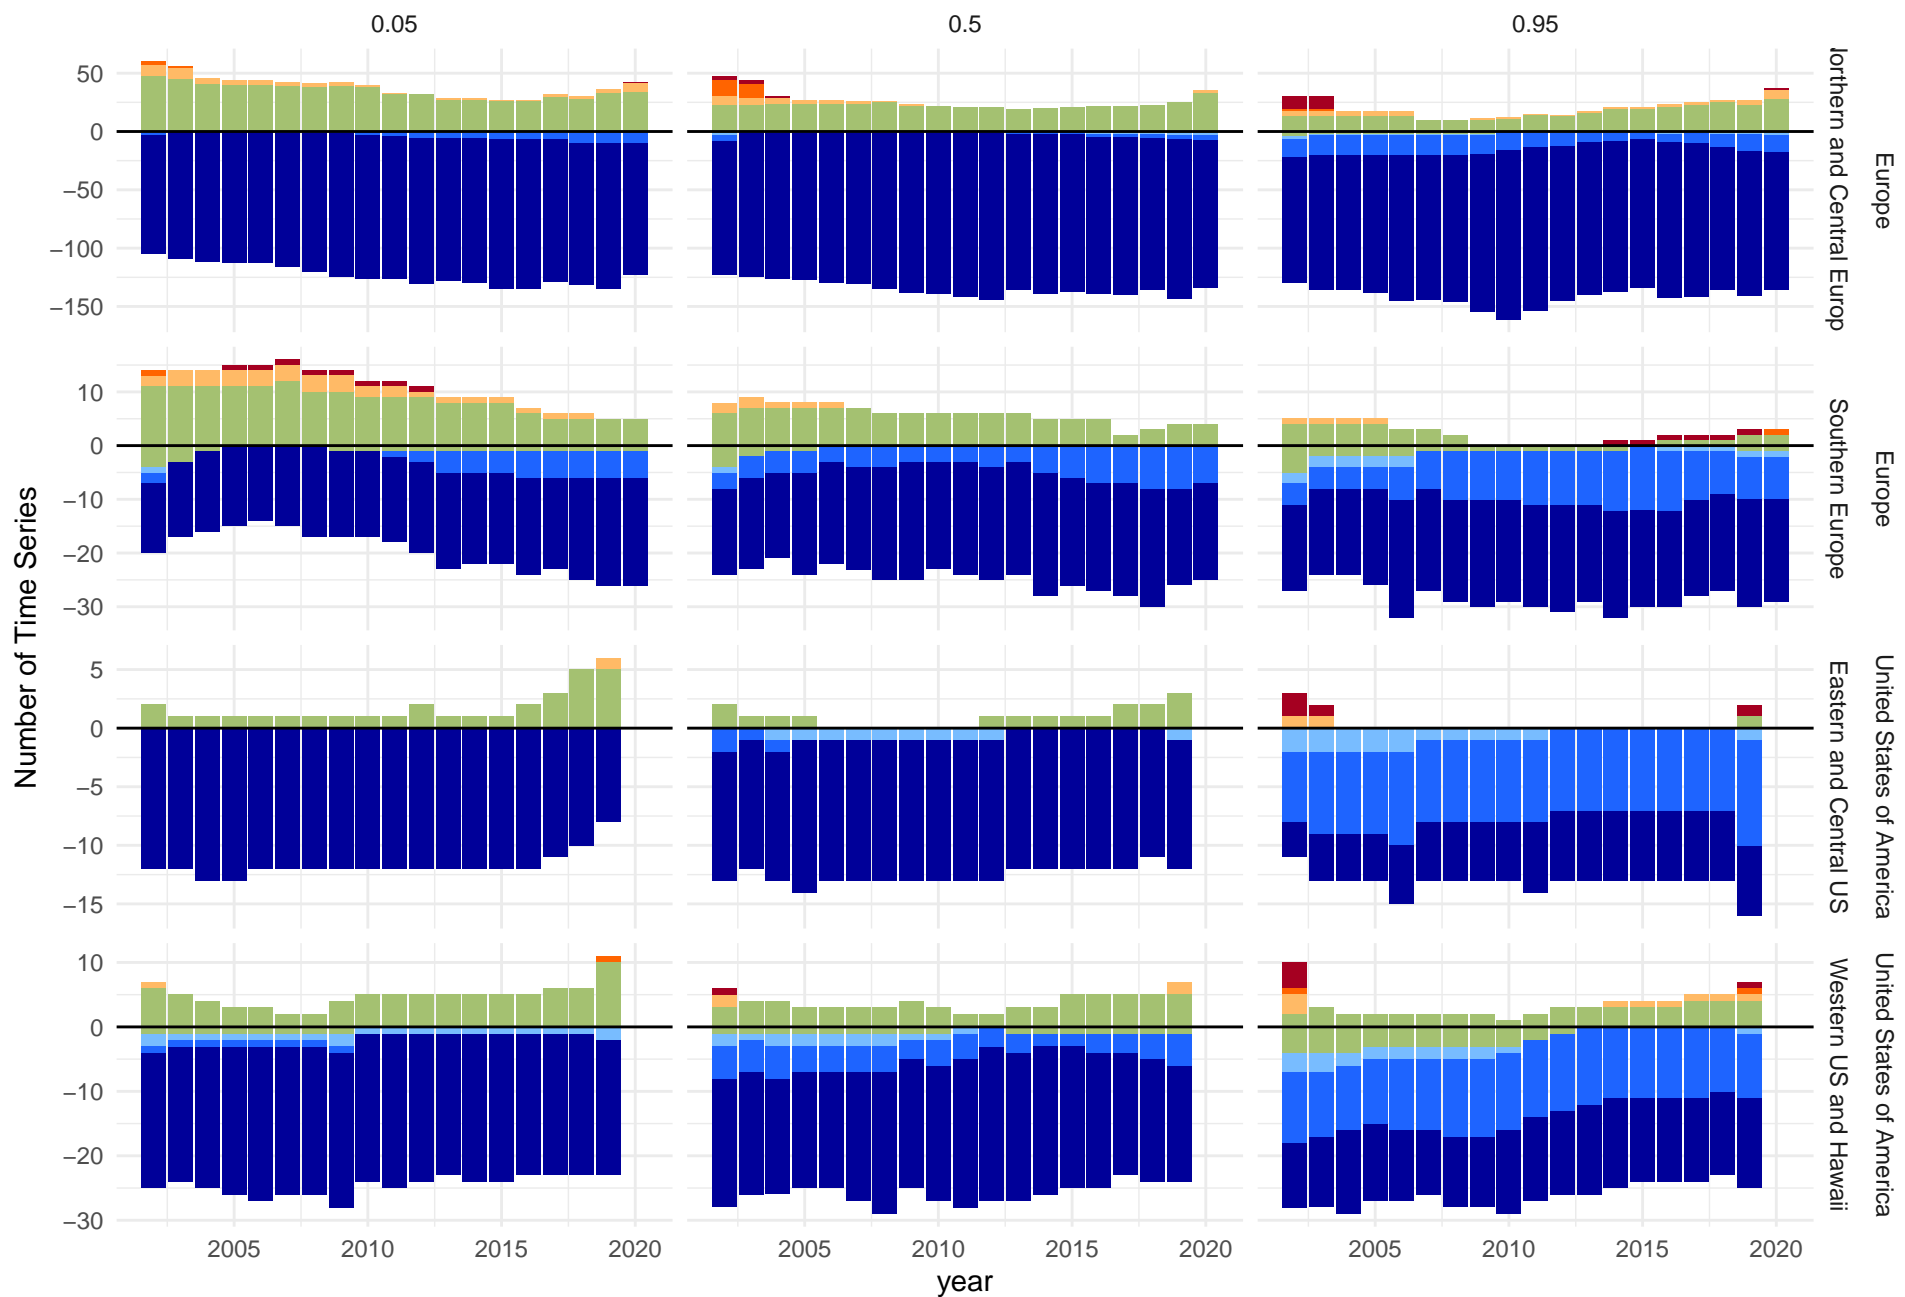 0.05 0.5 0.95
50
0
−50
−100
−150
Northern and Central Europ
Europe
10
0
−10
−20
−30
Southern Europe
Europe
5
0
−5
−10
−15
Eastern and Central US
United States of America
10
0
−10
−20
−30
Western US and Hawaii
United States of America
Number of Time Series
2005 2010 2015 2020 2005 2010 2015 2020 2005 2010 2015 2020
year